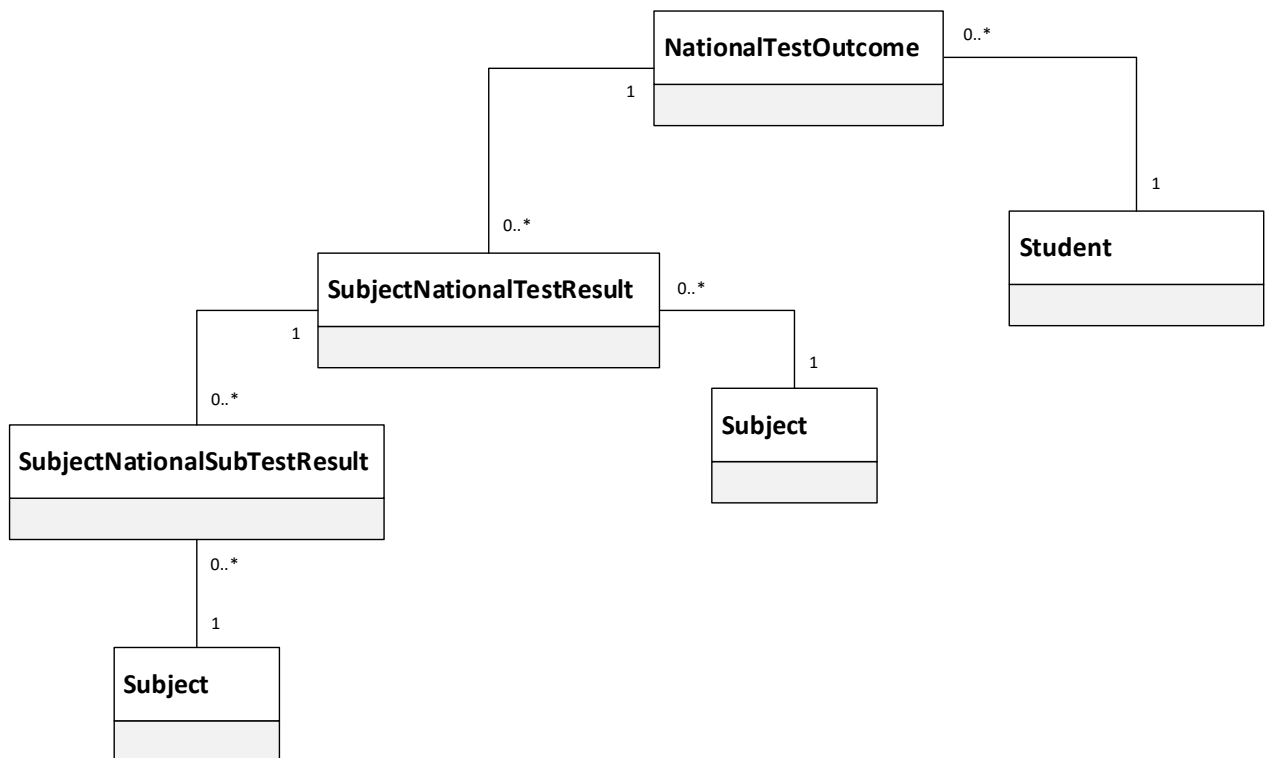 NationalTestOutcome
0..*
1
1
0..*
Student
SubjectNationalTestResult
0..*
1
1
0..*
Subject
SubjectNationalSubTestResult
0..*
1
Subject